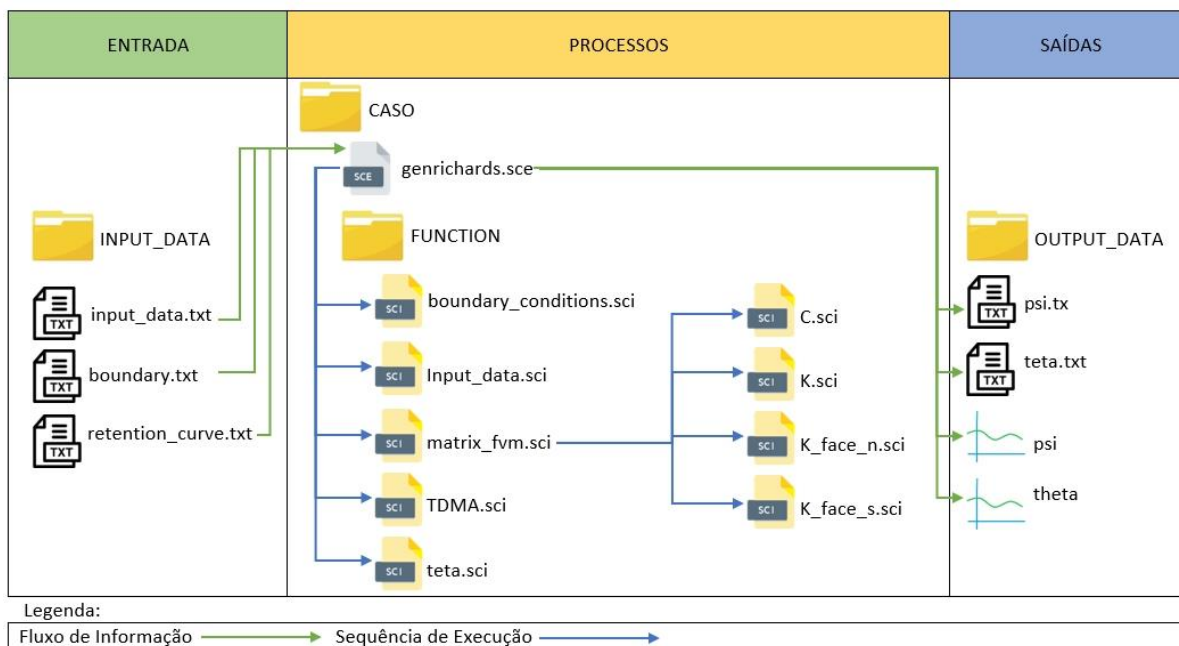 ENTRADA
PROCESSOS
SAÍDAS
CASO
SCE
genrichards.sce
INPUT_DATA
FUNCTION
OUTPUT_DATA
TXT
input_data.txt
SCI
boundary_conditions.sci
SCI
C.sci
TXT
psi.tx
TXT
boundary.txt
SCI
Input_data.sci
SCI
K.sci
TXT
teta.txt
TXT
retention_curve.txt
SCI
matrix_fvm.sci
SCI
K_face_n.sci
psi
SCI
TDMA.sci
SCI
K_face_s.sci
theta
SCI
teta.sci
Legenda:
Fluxo de Informação
Sequência de Execução